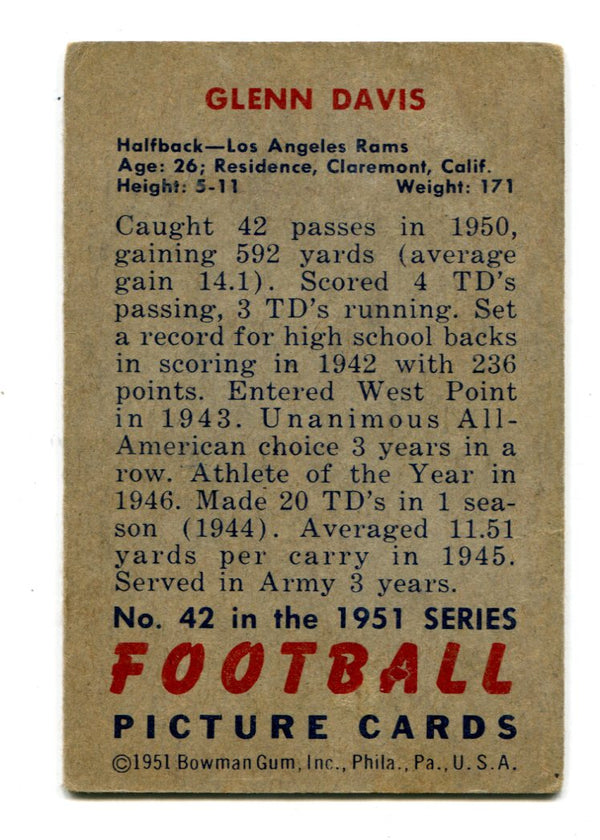 GLENN DAVIS
Halfback—Los Angeles Rams
Age: 26; Residence, Claremont, Calif.
Height: 5-11 Weight: 171
Caught 42 passes in 1950,
gaining 592 yards (average
gain 14.1). Scored 4 TD's
passing, 3 TD's running. Set
a record for high school backs
in scoring in 1942 with 236
points. Entered West Point
in 1943. Unanimous All-
American choice 3 years in a
row. Athlete of the Year in
1946. Made 20 TD's in 1 sea-
son (1944). Averaged 11.51
yards per carry in 1945.
Served in Army 3 years.
No. 42 in the 1951 SERIES
FOOTBALL
PICTURE CARDS
©1951 Bowman Gum, Inc., Phila., Pa., U.S.A.